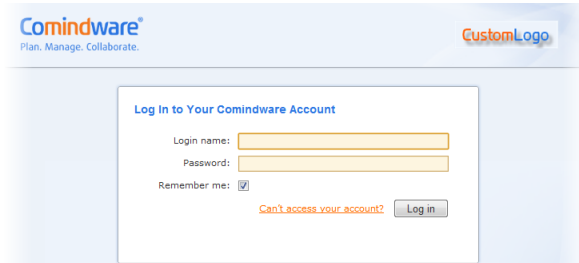 Comindware®
Plan. Manage. Collaborate.
CustomLogo
Log In to Your Comindware Account
Login name:
Password:
Remember me:
Can't access your account? Log in